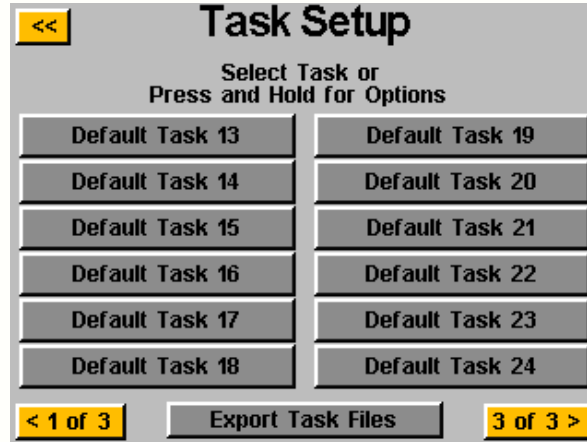 <<
Task Setup
Select Task or
Press and Hold for Options
Default Task 13
Default Task 14
Default Task 15
Default Task 16
Default Task 17
Default Task 18
Default Task 19
Default Task 20
Default Task 21
Default Task 22
Default Task 23
Default Task 24
< 1 of 3
Export Task Files
3 of 3 >